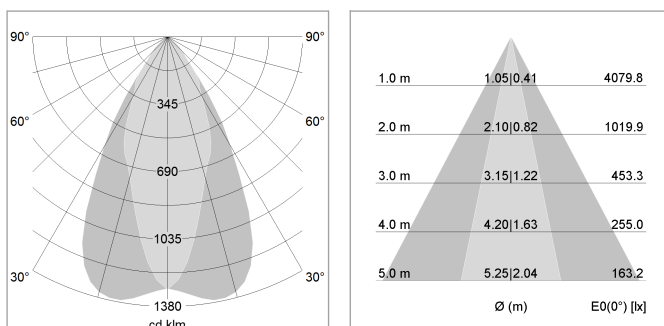 90° 90°
345
60° 60°
690
1035
30° 30°
1380
cd klm
1.0 m 1.05|0.41 4079.8
2.0 m 2.10|0.82 1019.9
3.0 m 3.15|1.22 453.3
4.0 m 4.20|1.63 255.0
5.0 m 5.25|2.04 163.2
Ø (m) E0(0°) [lx]